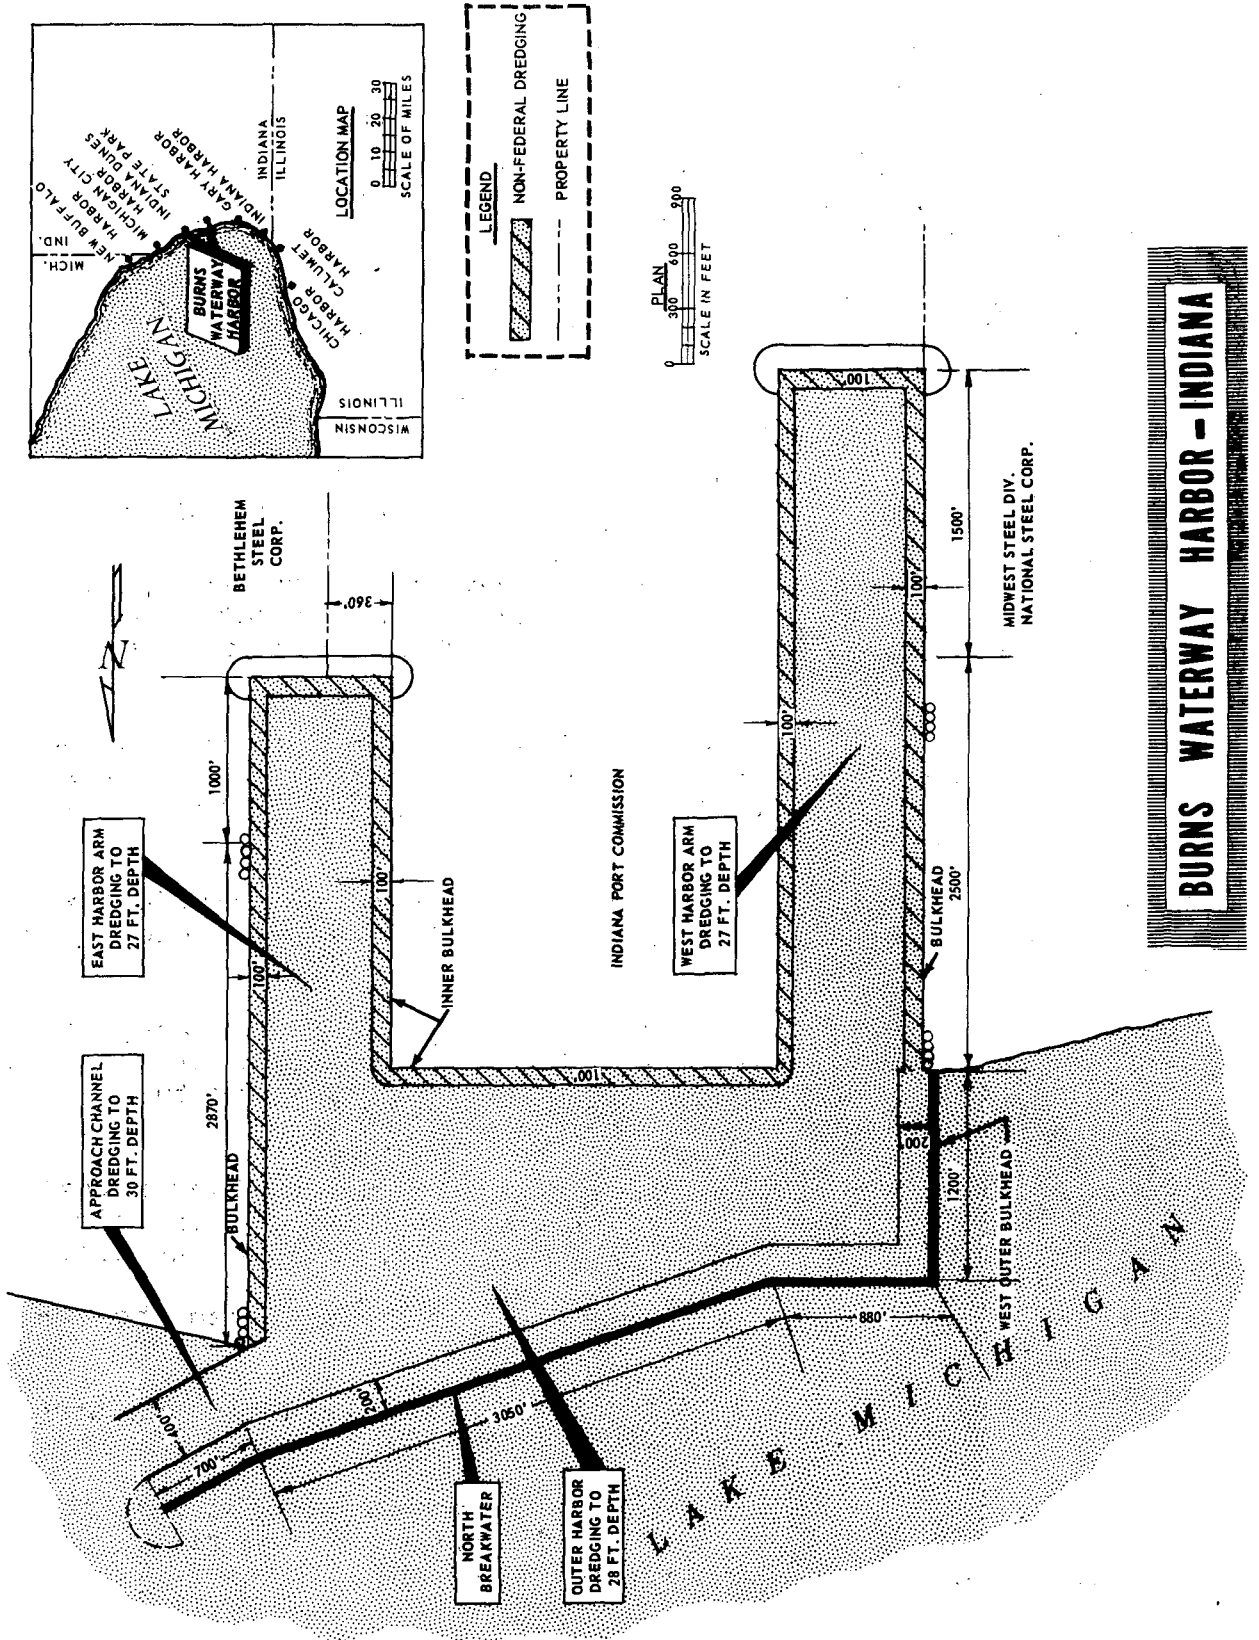 BURNS WATERWAY HARBOR – INDIANA
LOCATION MAP
0 10 20 30
SCALE OF MILES
LAKE
MICHIGAN
BURNS
WATERWAY
HARBOR
MICH.
IND.
NEW BUFFALO
HARBOR
MICHIGAN CITY
HARBOR
INDIANA DUNES
STATE PARK
GARY HARBOR
INDIANA HARBOR
CALUMET
HARBOR
CHICAGO
HARBOR
INDIANA
ILLINOIS
WISCONSIN
ILLINOIS
LEGEND
NON-FEDERAL DREDGING
PROPERTY LINE
PLAN
0 300 600 900
SCALE IN FEET
N
BETHLEHEM
STEEL
CORP.
360'
1000'
2870'
EAST HARBOR ARM
DREDGING TO
27 FT. DEPTH
100'
100'
INNER BULKHEAD
APPROACH CHANNEL
DREDGING TO
30 FT. DEPTH
BULKHEAD
400'
700'
200'
3050'
NORTH
BREAKWATER
OUTER HARBOR
DREDGING TO
28 FT. DEPTH
INDIANA PORT COMMISSION
100'
WEST HARBOR ARM
DREDGING TO
27 FT. DEPTH
100'
100'
100'
1500'
MIDWEST STEEL DIV.
NATIONAL STEEL CORP.
BULKHEAD
2500'
200'
1200'
WEST OUTER BULKHEAD
880'
LAKE MICHIGAN